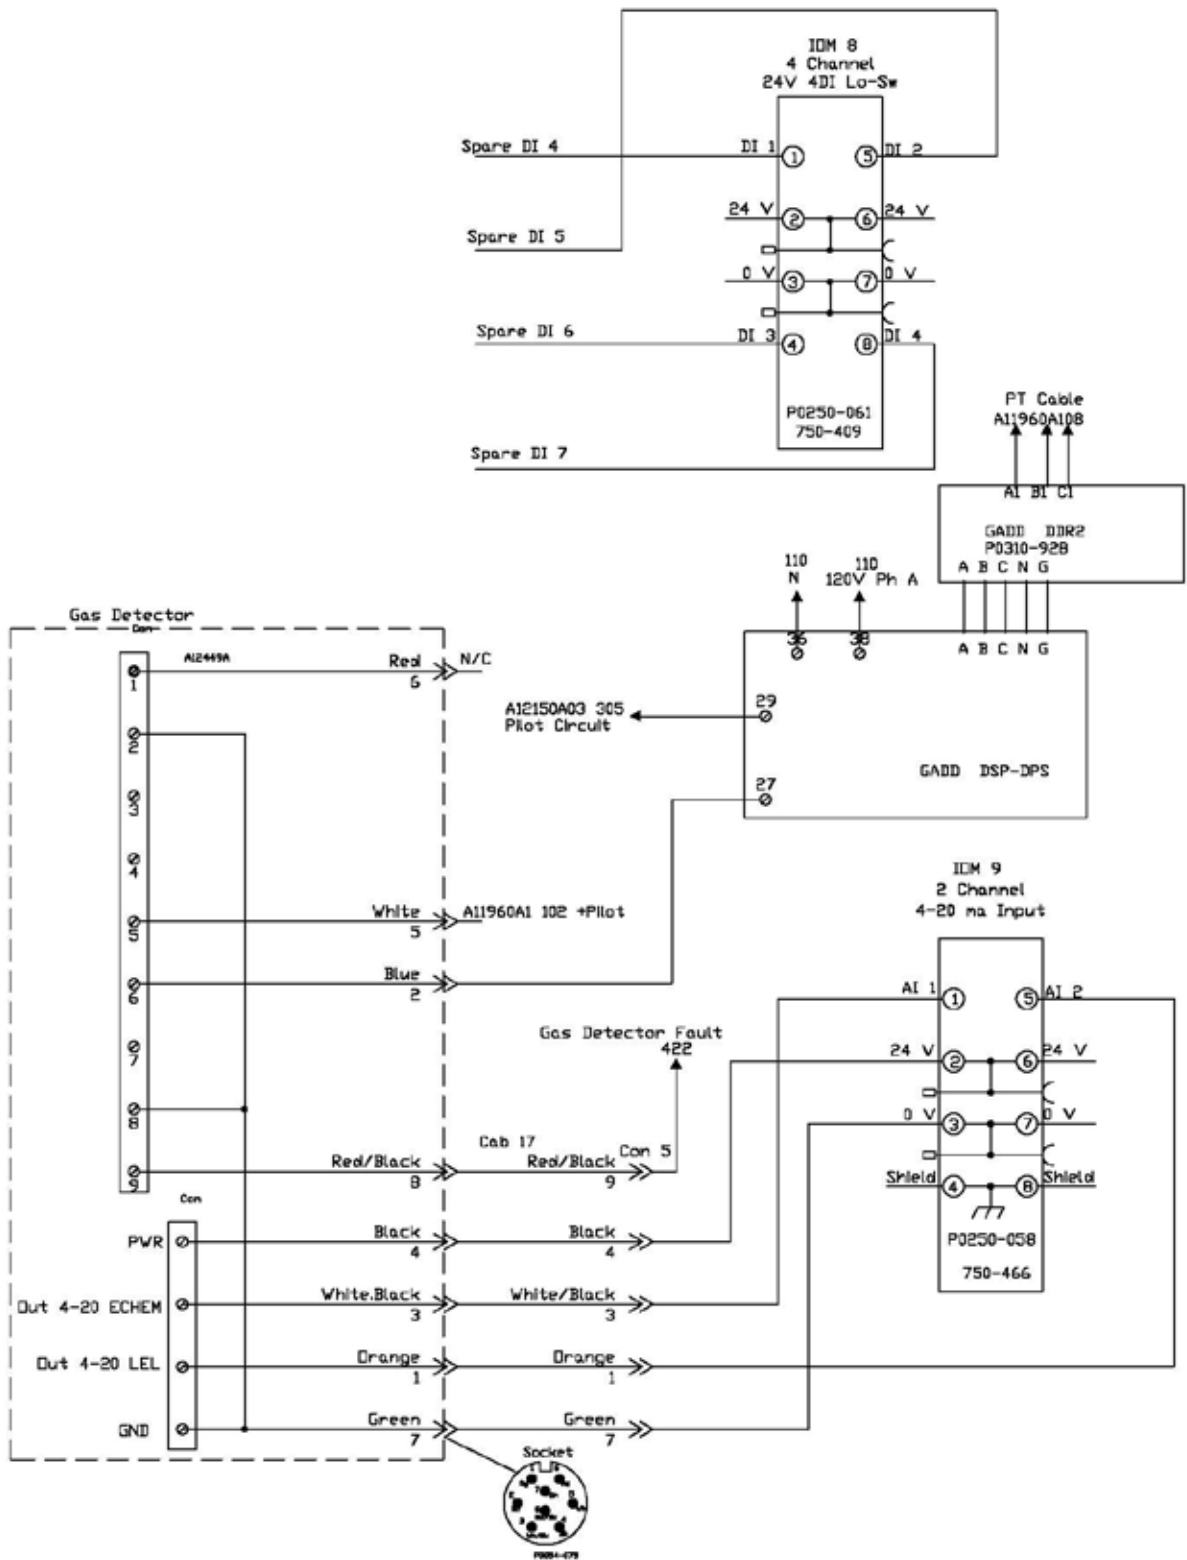 IOM 8
4 Channel
24V 4DI Lo-Sw
Spare DI 4
DI 1
1
5
DI 2
24 V
2
6
24 V
Spare DI 5
0 V
3
7
0 V
Spare DI 6
DI 3
4
8
DI 4
P0250-061
750-409
Spare DI 7
PT Cable
A11960A108
A1 B1 C1
GADD DDR2
P0310-928
A B C N G
110
N
110
120V Ph A
36
38
A B C N G
29
A12150A03 305
Pilot Circuit
GADD DSP-DPS
27
Gas Detector
Con
A12449A
Red
6
N/C
1
2
3
4
5
White
5
A11960A1 102 +Pilot
6
Blue
2
7
8
9
Gas Detector Fault
422
Cab 17
Con 5
Red/Black
8
Red/Black
9
IOM 9
2 Channel
4-20 ma Input
AI 1
1
5
AI 2
24 V
2
6
24 V
0 V
3
7
0 V
Shield
4
8
Shield
P0250-058
750-466
Con
PWR
Black
4
Black
4
Out 4-20 ECHEM
White.Black
3
White/Black
3
Out 4-20 LEL
Orange
1
Orange
1
GND
Green
7
Green
7
Socket